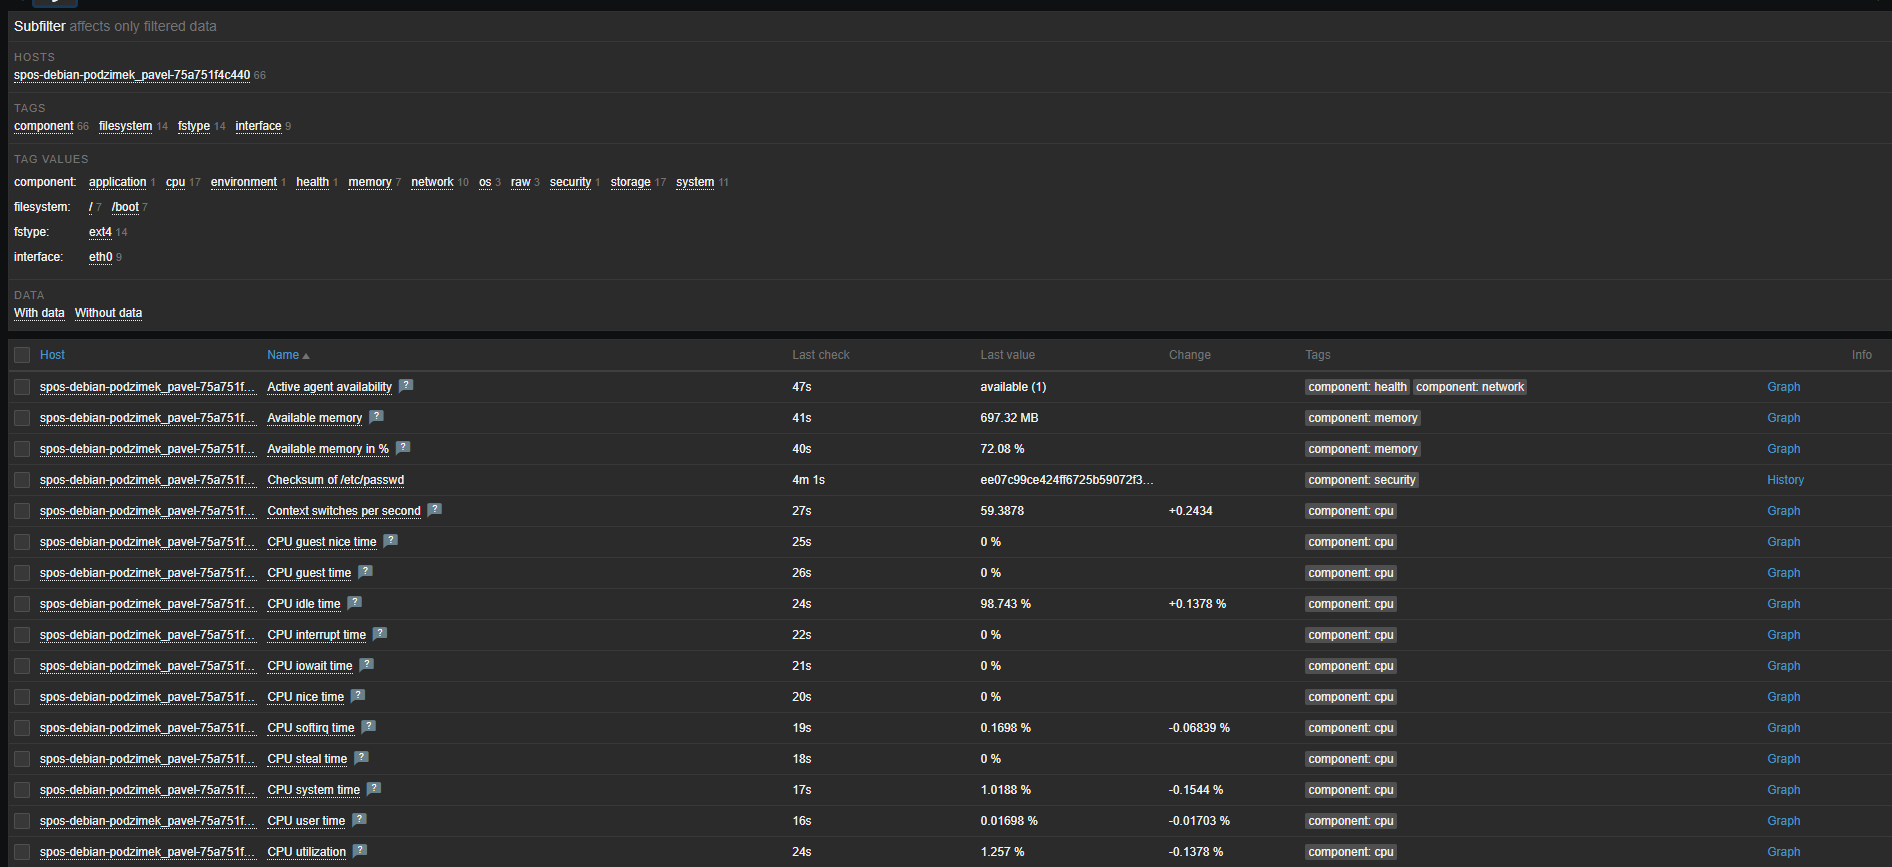 Subfilter affects only filtered data
HOSTS
spos-debian-podzimek_pavel-75a751f4c440 66
TAGS
component 66 filesystem 14 fstype 14 interface 9
TAG VALUES
component: application 1 cpu 17 environment 1 health 1 memory 7 network 10 os 3 raw 3 security 1 storage 17 system 11
filesystem: / 7 /boot 7
fstype: ext4 14
interface: eth0 9
DATA
With data Without data
Host Name Last check Last value Change Tags Info
spos-debian-podzimek_pavel-75a751f... Active agent availability ? 47s available (1) component: health component: network Graph
spos-debian-podzimek_pavel-75a751f... Available memory ? 41s 697.32 MB component: memory Graph
spos-debian-podzimek_pavel-75a751f... Available memory in % ? 40s 72.08 % component: memory Graph
spos-debian-podzimek_pavel-75a751f... Checksum of /etc/passwd 4m 1s ee07c99ce424ff6725b59072f3... component: security History
spos-debian-podzimek_pavel-75a751f... Context switches per second ? 27s 59.3878 +0.2434 component: cpu Graph
spos-debian-podzimek_pavel-75a751f... CPU guest nice time ? 25s 0 % component: cpu Graph
spos-debian-podzimek_pavel-75a751f... CPU guest time ? 26s 0 % component: cpu Graph
spos-debian-podzimek_pavel-75a751f... CPU idle time ? 24s 98.743 % +0.1378 % component: cpu Graph
spos-debian-podzimek_pavel-75a751f... CPU interrupt time ? 22s 0 % component: cpu Graph
spos-debian-podzimek_pavel-75a751f... CPU iowait time ? 21s 0 % component: cpu Graph
spos-debian-podzimek_pavel-75a751f... CPU nice time ? 20s 0 % component: cpu Graph
spos-debian-podzimek_pavel-75a751f... CPU softirq time ? 19s 0.1698 % -0.06839 % component: cpu Graph
spos-debian-podzimek_pavel-75a751f... CPU steal time ? 18s 0 % component: cpu Graph
spos-debian-podzimek_pavel-75a751f... CPU system time ? 17s 1.0188 % -0.1544 % component: cpu Graph
spos-debian-podzimek_pavel-75a751f... CPU user time ? 16s 0.01698 % -0.01703 % component: cpu Graph
spos-debian-podzimek_pavel-75a751f... CPU utilization ? 24s 1.257 % -0.1378 % component: cpu Graph